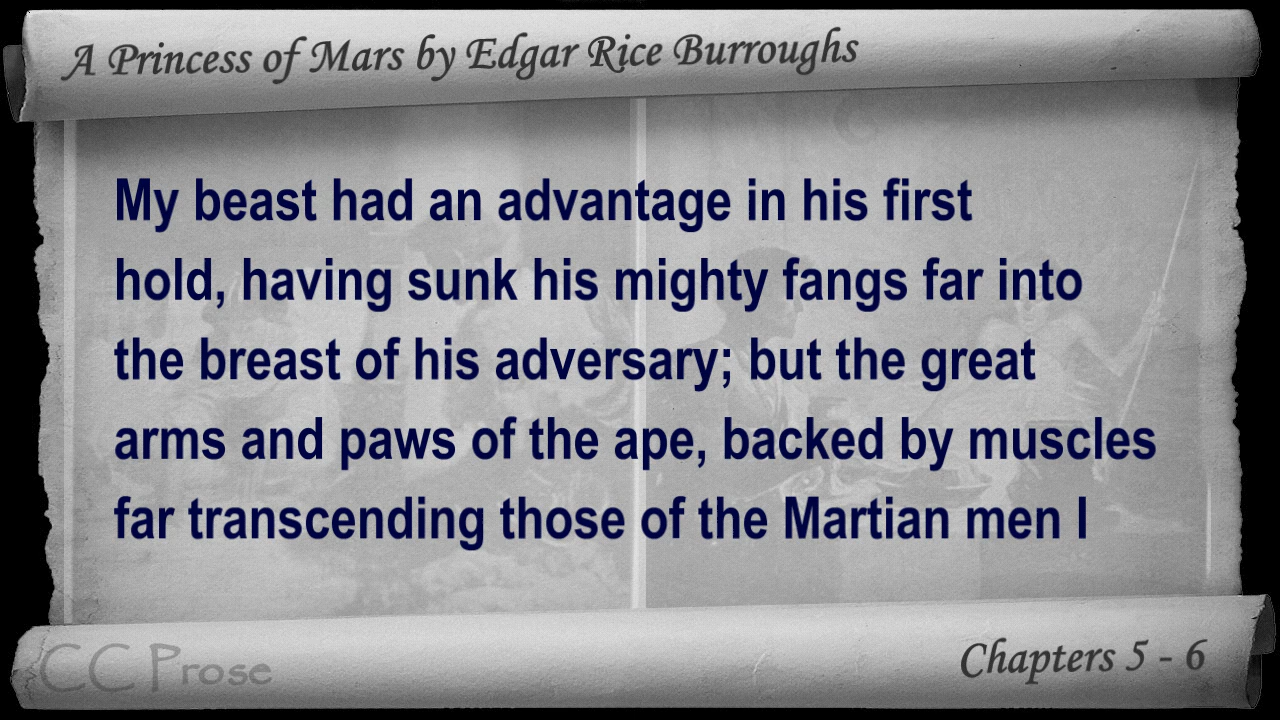 A Princess of Mars by Edgar Rice Burroughs
My beast had an advantage in his first
hold, having sunk his mighty fangs far into
the breast of his adversary; but the great
arms and paws of the ape, backed by muscles
far transcending those of the Martian men I
CC Prose
Chapters 5 - 6